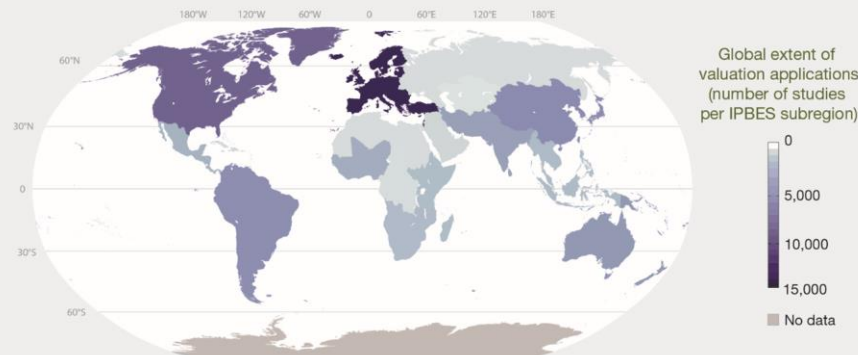 180°W 120°W 60°W 0 60°E 120°E 180°E
60°N
30°N
0
30°S
60°S
Global extent of
valuation applications
(number of studies
per IPBES subregion)
0
5,000
10,000
15,000
No data